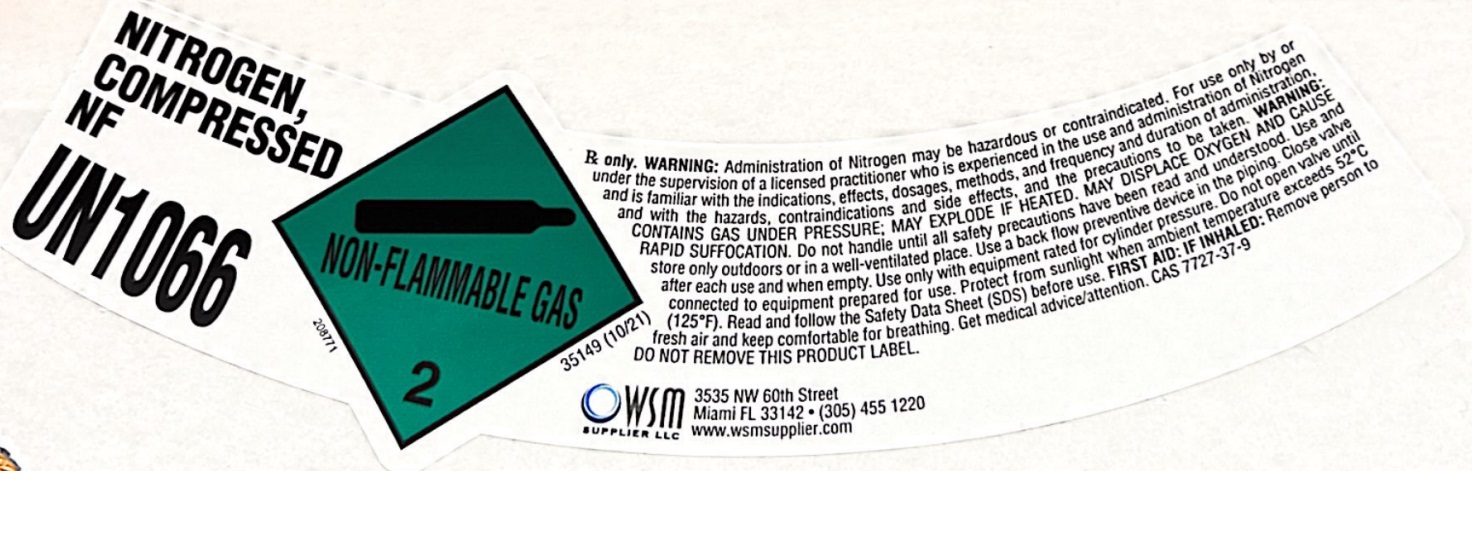 NITROGEN,
COMPRESSED
NF
UN1066
NON-FLAMMABLE GAS
2
208771
35149 (10/21)
℞ only. WARNING: Administration of Nitrogen may be hazardous or contraindicated. For use only by or
under the supervision of a licensed practitioner who is experienced in the use and administration of Nitrogen
and is familiar with the indications, effects, dosages, methods, and frequency and duration of administration,
and with the hazards, contraindications and side effects, and the precautions to be taken. WARNING:
CONTAINS GAS UNDER PRESSURE; MAY EXPLODE IF HEATED. MAY DISPLACE OXYGEN AND CAUSE
RAPID SUFFOCATION. Do not handle until all safety precautions have been read and understood. Use and
store only outdoors or in a well-ventilated place. Use a back flow preventive device in the piping. Close valve
after each use and when empty. Use only with equipment rated for cylinder pressure. Do not open valve until
connected to equipment prepared for use. Protect from sunlight when ambient temperature exceeds 52°C
(125°F). Read and follow the Safety Data Sheet (SDS) before use. FIRST AID: IF INHALED: Remove person to
fresh air and keep comfortable for breathing. Get medical advice/attention. CAS 7727-37-9
DO NOT REMOVE THIS PRODUCT LABEL.
WSM
SUPPLIER LLC
3535 NW 60th Street
Miami FL 33142 • (305) 455 1220
www.wsmsupplier.com